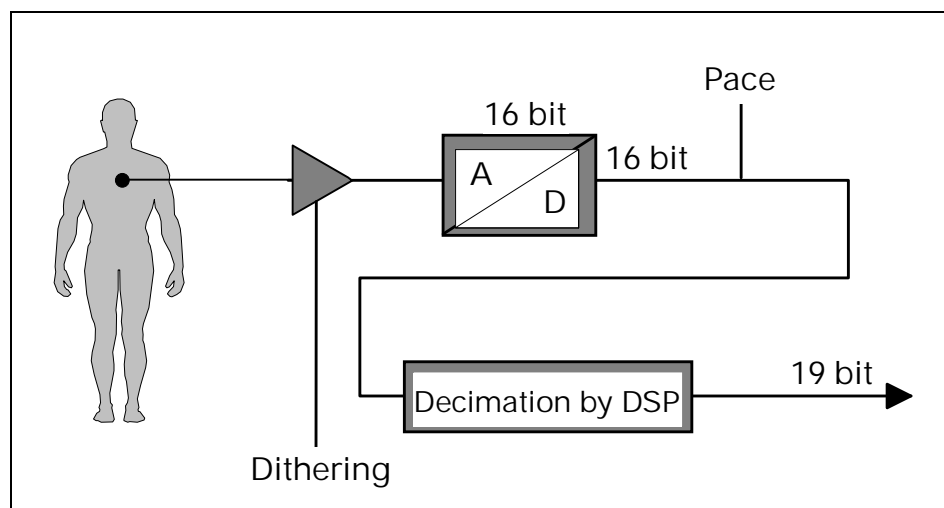 Pace
16 bit
16 bit
A
D
Decimation by DSP
19 bit
Dithering